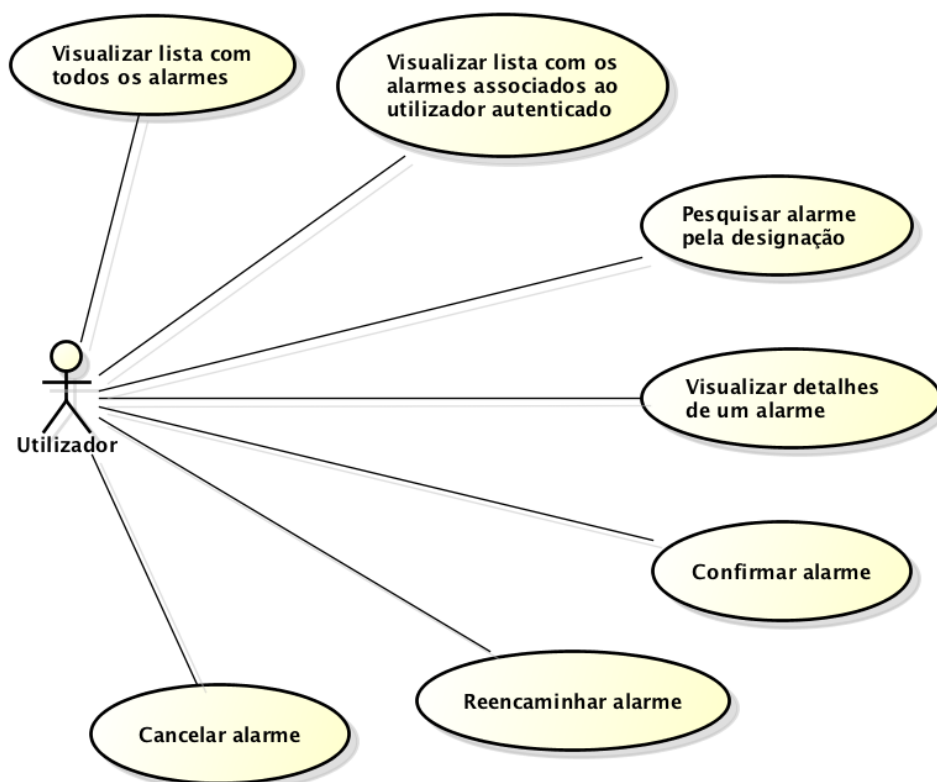 Visualizar lista com
todos os alarmes
Visualizar lista com os
alarmes associados ao
utilizador autenticado
Pesquisar alarme
pela designação
Visualizar detalhes
de um alarme
Utilizador
Confirmar alarme
Reencaminhar alarme
Cancelar alarme